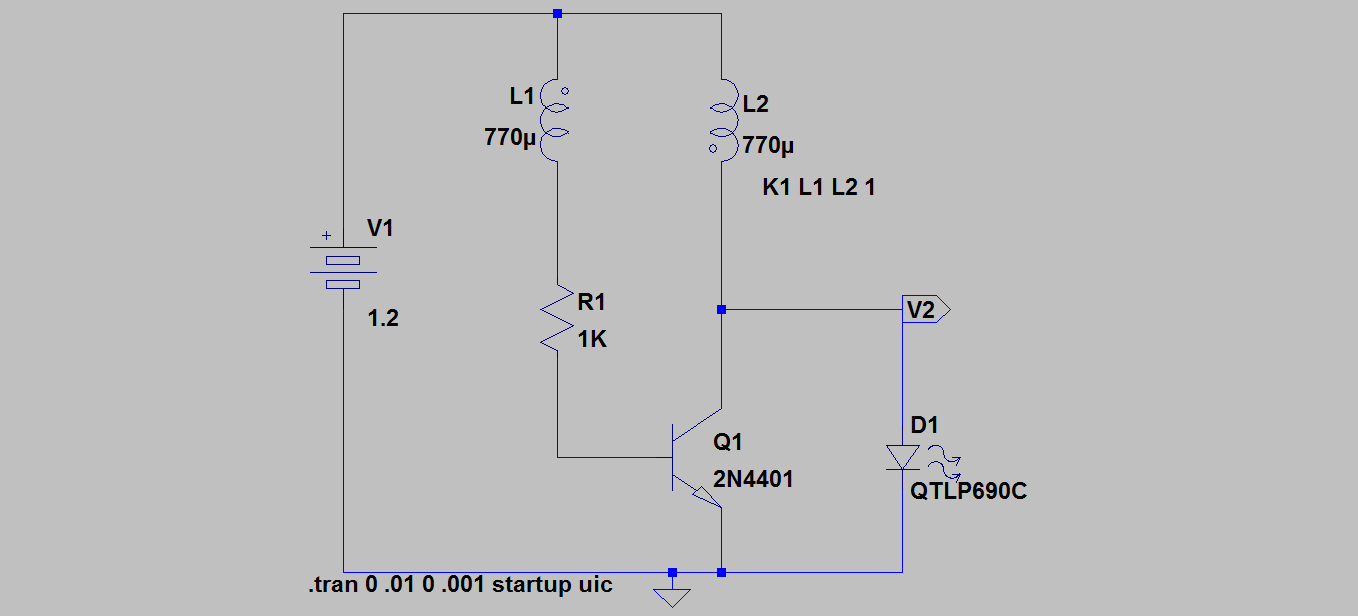 L1
770µ
L2
770µ
K1 L1 L2 1
+
V1
1.2
R1
1K
V2
Q1
2N4401
D1
QTLP690C
.tran 0 .01 0 .001 startup uic